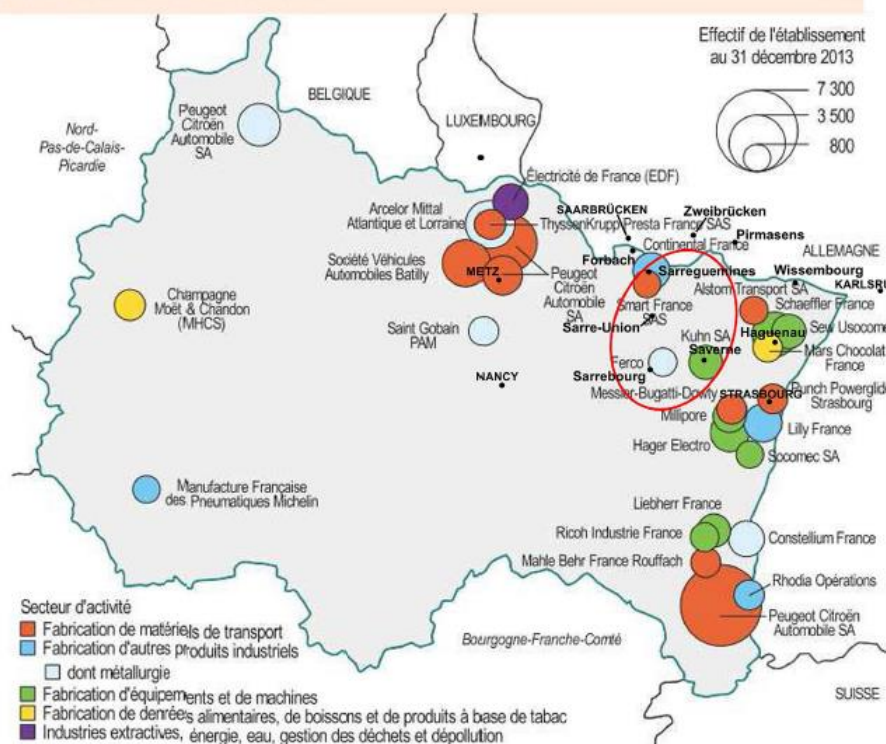 Effectif de l'établissement
au 31 décembre 2013
7 300
3 500
800
BELGIQUE
Nord-
Pas-de-Calais-
Picardie
Peugeot
Citroën
Automobile
SA
LUXEMBOURG
Électricité de France (EDF)
Arcelor Mittal
Atlantique et Lorraine
ThyssenKrupp Presta France SAS
SAARBRÜCKEN
Zweibrücken
Pirmasens
Continental France
Forbach
ALLEMAGNE
Société Véhicules
Automobiles Batilly
METZ
Peugeot
Citroën
Automobile
SA
Sarreguemines
Wissembourg
KARLSRU
Alstom Transport SA
Schaeffler France
Champagne
Moët & Chandon
(MHCS)
Smart France
SAS
Sarre-Union
Sew Usocome
Haguenau
Saint Gobain
PAM
Kuhn SA
Saverne
Mars Chocolat
France
Ferco
Sarrebourg
NANCY
Messier-Bugatti-Dowty
STRASBOURG
Punch Powerglide
Strasbourg
Millipore
Lilly France
Hager Electro
Socomec SA
Manufacture Française
des Pneumatiques Michelin
Liebherr France
Ricoh Industrie France
Constellium France
Mahle Behr France Rouffach
Rhodia Opérations
Peugeot Citroën
Automobile SA
Bourgogne-Franche-Comté
SUISSE
Secteur d'activité
Fabrication de matériels de transport
Fabrication d'autres produits industriels
dont métallurgie
Fabrication d'équipements et de machines
Fabrication de denrées alimentaires, de boissons et de produits à base de tabac
Industries extractives, énergie, eau, gestion des déchets et dépollution